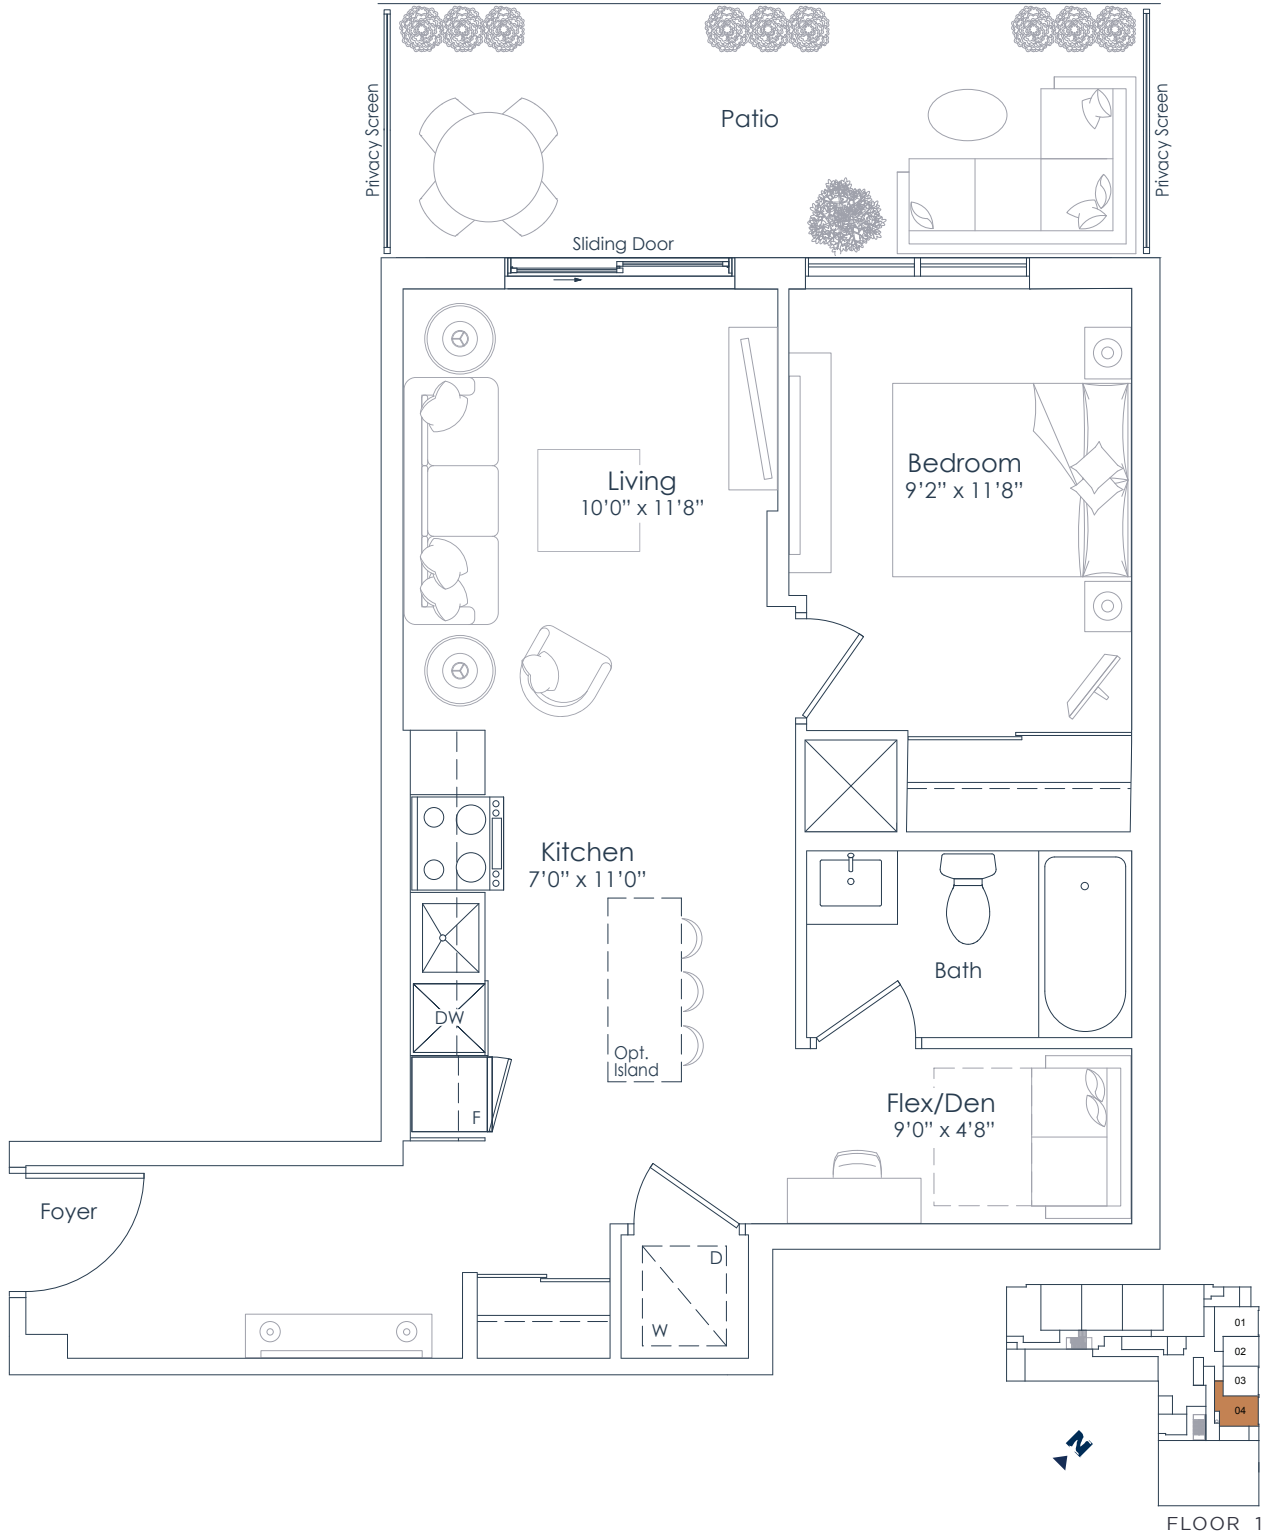 Privacy Screen
Patio
Privacy Screen
Sliding Door
Living
10’0” x 11’8”
Bedroom
9’2” x 11’8”
Kitchen
7’0” x 11’0”
Bath
DW
Opt.
Island
F
Flex/Den
9’0” x 4’8”
Foyer
D
W
01
02
03
04
N
FLOOR 1